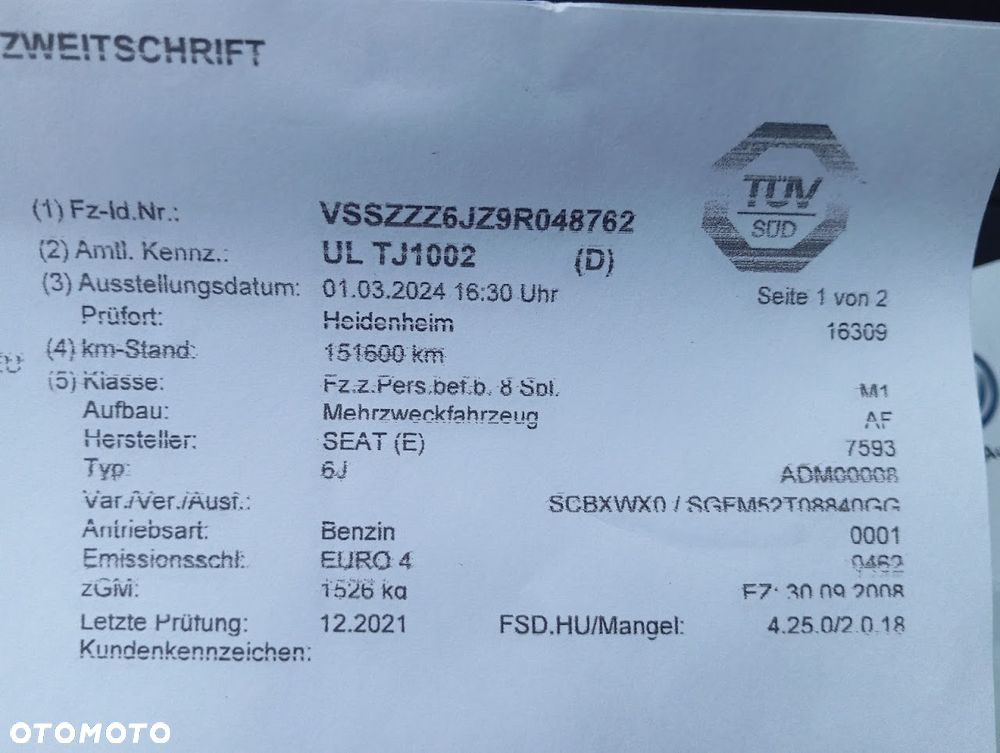 ZWEITSCHRIFT
TÜV
SÜD
(1) Fz-Id.Nr.: VSSZZZ6JZ9R048762
(2) Amtl. Kennz.: UL TJ1002 (D)
(3) Ausstellungsdatum: 01.03.2024 16:30 Uhr Seite 1 von 2
Prüfort: Heidenheim 16309
(4) km-Stand: 151600 km
(5) Klasse: Fz.z.Pers.bef.b. 8 Spl. M1
Aufbau: Mehrzweckfahrzeug AF
Hersteller: SEAT (E) 7593
Typ: 6J ADM00008
Var./Ver./Ausf.: SCBXWX0 / SGFM52T08840GG
Antriebsart: Benzin 0001
Emissionsschl: EURO 4 0462
zGM: 1526 kg EZ: 30.09.2008
Letzte Prüfung: 12.2021 FSD.HU/Mangel: 4.25.0/2.0.18
Kundenkennzeichen:
OTOMOTO